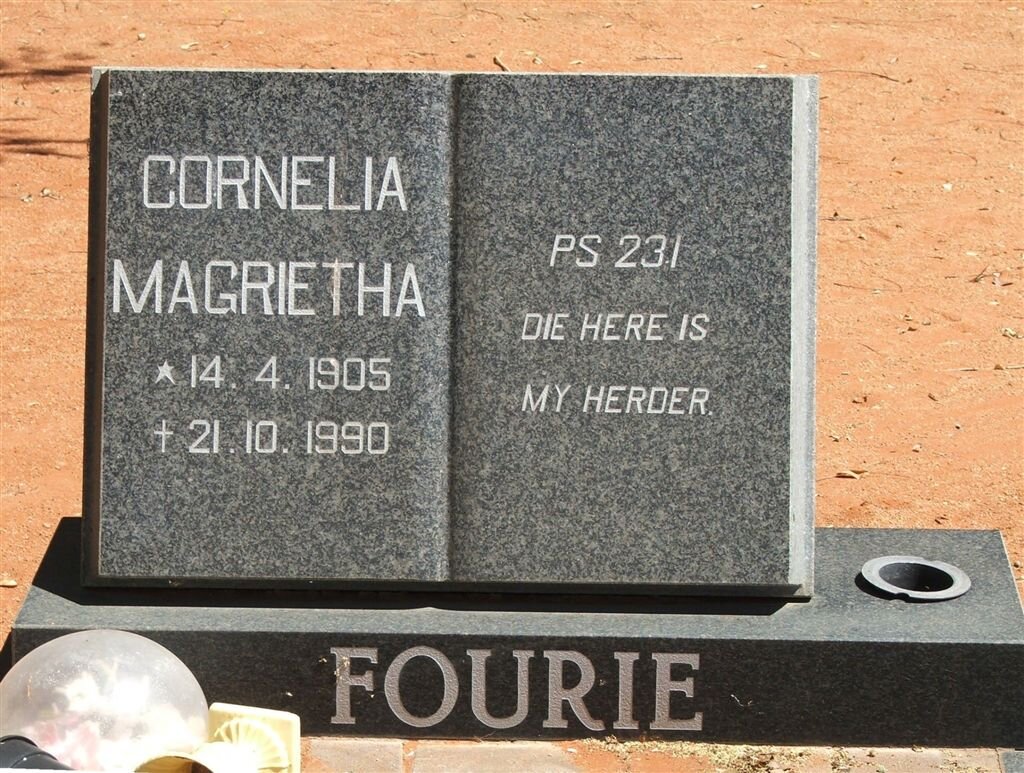 CORNELIA
MAGRIETHA
★ 14. 4. 1905
✝ 21. 10. 1990
PS 23.1
DIE HERE IS
MY HERDER.
FOURIE